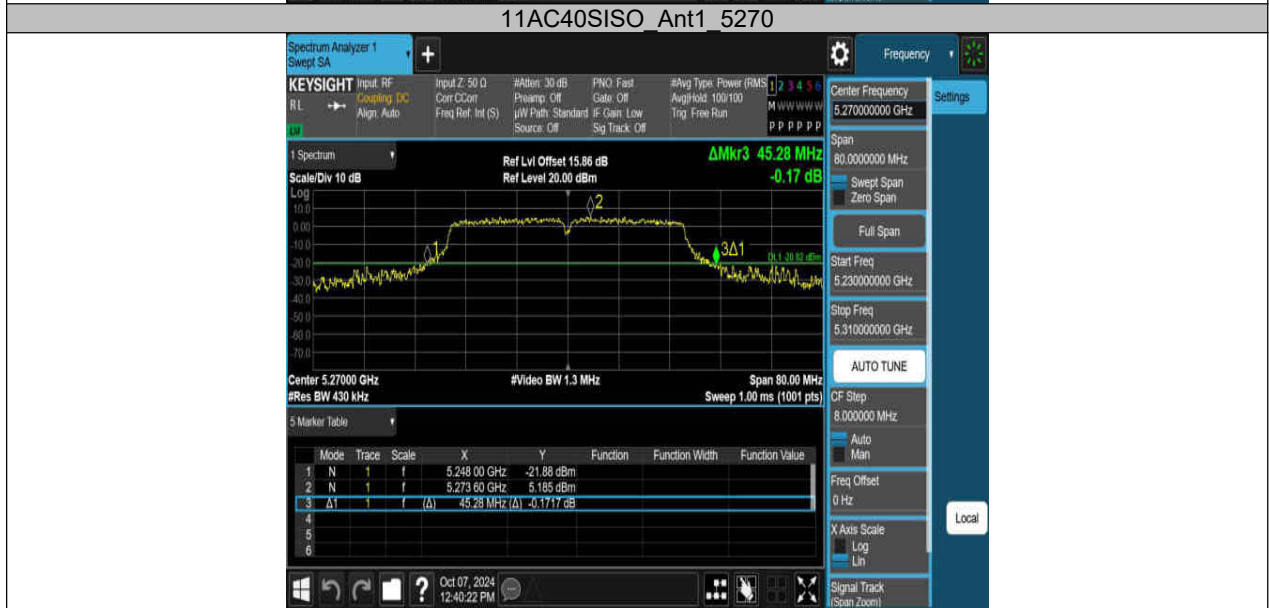 11AC40SISO_Ant1_5270
Spectrum Analyzer 1
Swept SA
+
Frequency
KEYSIGHT
RL
Input: RF
Coupling: DC
Align: Auto
Input Z: 50 Ω
Corr CCorr
Freq Ref: Int (S)
#Atten: 30 dB
Preamp: Off
µW Path: Standard
Source: Off
PNO: Fast
Gate: Off
IF Gain: Low
Sig Track: Off
#Avg Type: Power (RMS
Avg|Hold: 100/100
Trig: Free Run
1 2 3 4 5 6
M W W W W W
P P P P P P
1 Spectrum
Scale/Div 10 dB
Ref Lvl Offset 15.86 dB
Ref Level 20.00 dBm
ΔMkr3 45.28 MHz
-0.17 dB
Log
10.0
0.00
-10.0
-20.0
-30.0
-40.0
-50.0
-60.0
-70.0
1
2
3Δ1
DL1 -20.82 dBm
Center 5.27000 GHz
#Res BW 430 kHz
#Video BW 1.3 MHz
Span 80.00 MHz
Sweep 1.00 ms (1001 pts)
5 Marker Table
Mode Trace Scale X Y Function Function Width Function Value
1 N 1 f 5.248 00 GHz -21.88 dBm
2 N 1 f 5.273 60 GHz 5.185 dBm
3 Δ1 1 f (Δ) 45.28 MHz (Δ) -0.1717 dB
4
5
6
?
Oct 07, 2024
12:40:22 PM
Center Frequency
5.270000000 GHz
Settings
Span
80.0000000 MHz
Swept Span
Zero Span
Full Span
Start Freq
5.230000000 GHz
Stop Freq
5.310000000 GHz
AUTO TUNE
CF Step
8.000000 MHz
Auto
Man
Freq Offset
0 Hz
X Axis Scale
Log
Lin
Local
Signal Track
(Span Zoom)